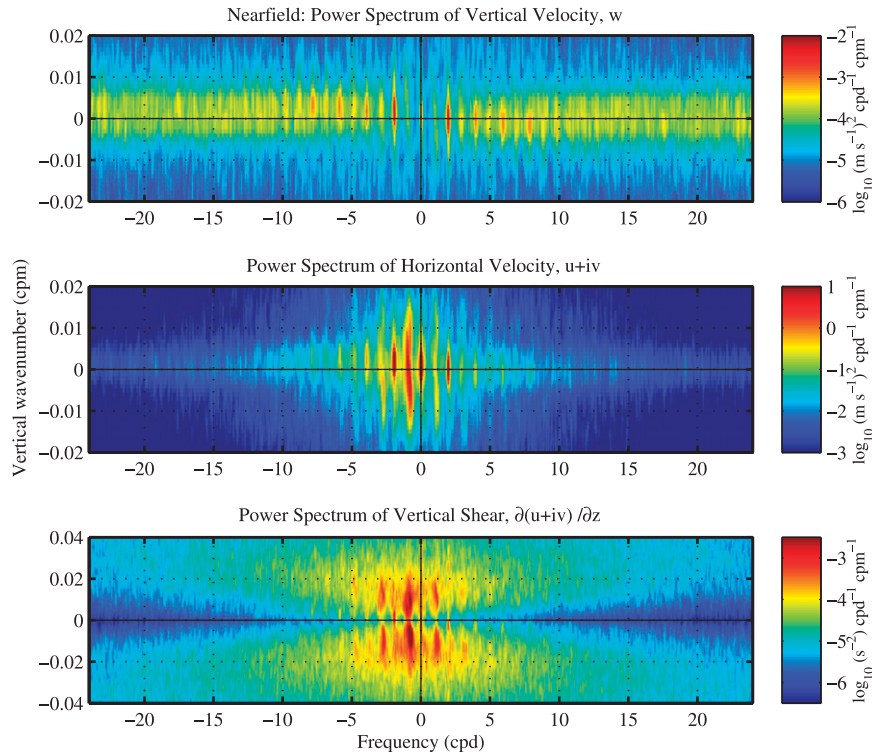 Nearfield: Power Spectrum of Vertical Velocity, w
0.02
0.01
0
−0.01
−0.02
−20 −15 −10 −5 0 5 10 15 20
−2
−3
−4
−5
−6
log10 (m s−1)2 cpd−1 cpm−1
Power Spectrum of Horizontal Velocity, u+iv
Vertical wavenumber (cpm)
0.02
0.01
0
−0.01
−0.02
−20 −15 −10 −5 0 5 10 15 20
1
0
−1
−2
−3
log10 (m s−1)2 cpd−1 cpm−1
Power Spectrum of Vertical Shear, ∂(u+iv) /∂z
0.04
0.02
0
−0.02
−0.04
−20 −15 −10 −5 0 5 10 15 20
Frequency (cpd)
−3
−4
−5
−6
log10 (s−2) cpd−1 cpm−1